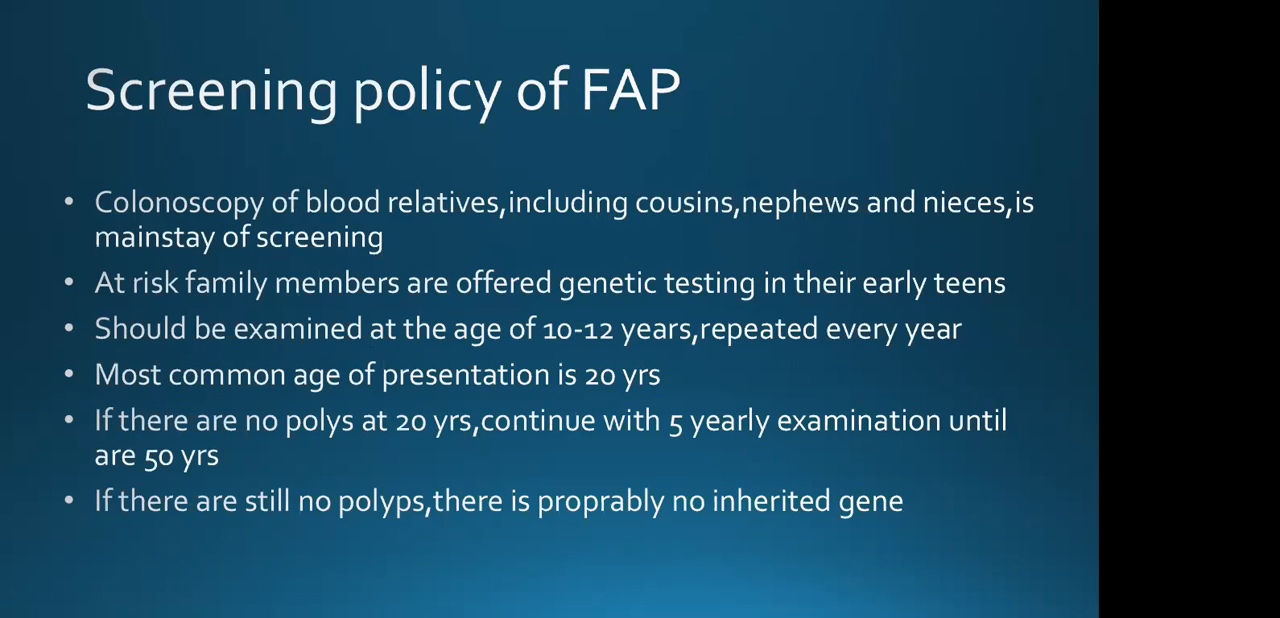 Screening policy of FAP
• Colonoscopy of blood relatives,including cousins,nephews and nieces,is
mainstay of screening
• At risk family members are offered genetic testing in their early teens
• Should be examined at the age of 10-12 years,repeated every year
• Most common age of presentation is 20 yrs
• If there are no polys at 20 yrs,continue with 5 yearly examination until
are 50 yrs
• If there are still no polyps,there is proprably no inherited gene